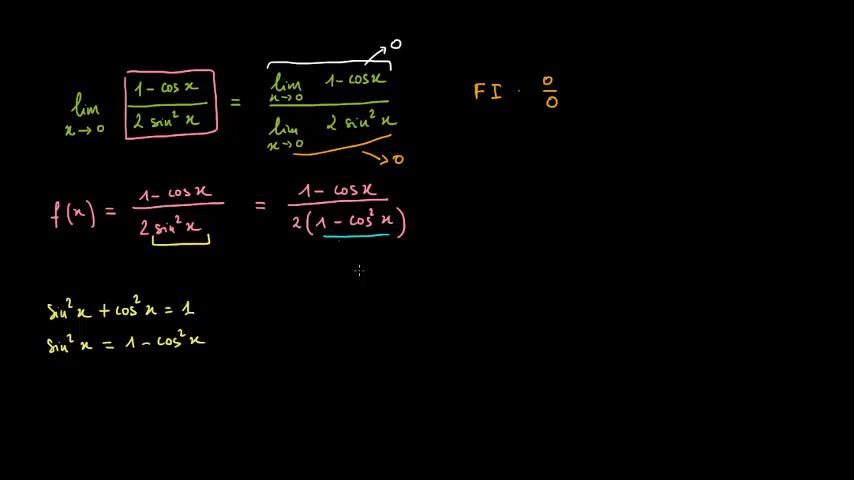 lim x→0 (1 - cos x)/(2 sin² x) = (lim x→0 1 - cos x)/(lim x→0 2 sin² x) →0 →0 FI · 0/0
f(x) = (1 - cos x)/(2 sin² x) = (1 - cos x)/(2(1 - cos² x))
sin² x + cos² x = 1
sin² x = 1 - cos² x